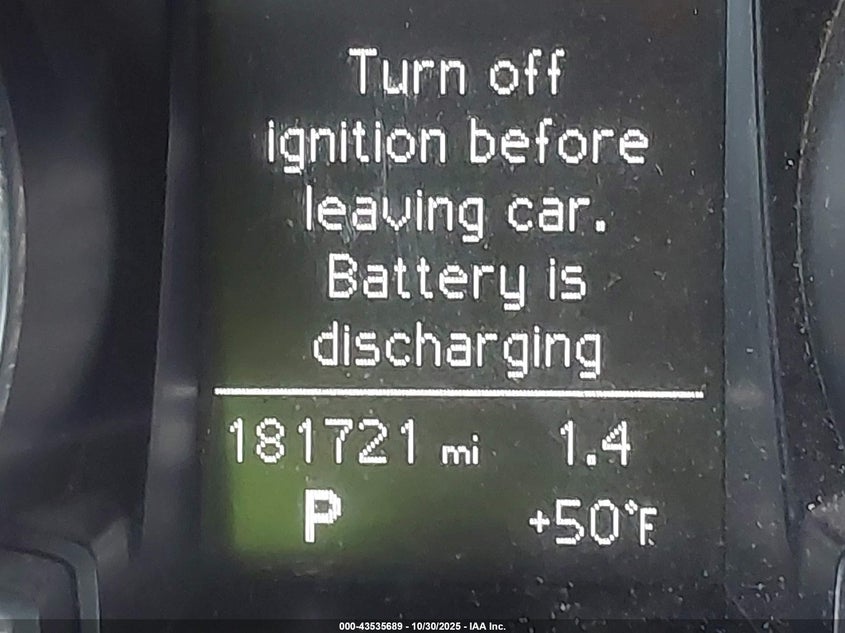 Turn off
ignition before
leaving car.
Battery is
discharging
181721 mi 1.4
P +50°F
000-43535689 - 10/30/2025 - IAA Inc.